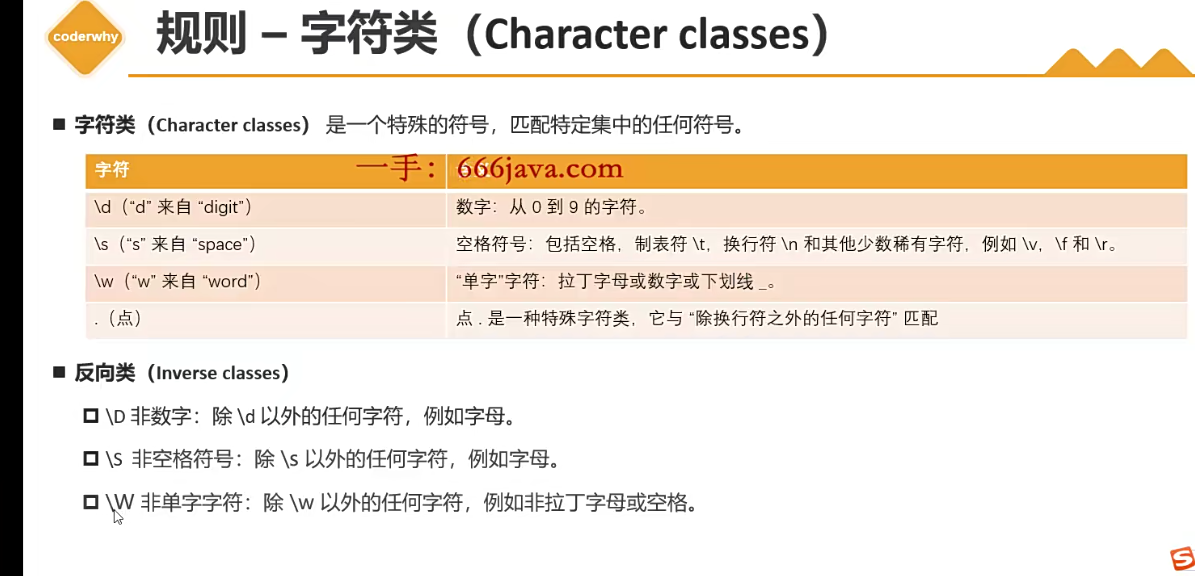 coderwhy
规则 – 字符类（Character classes）
■ 字符类（Character classes） 是一个特殊的符号，匹配特定集中的任何符号。
字符 一手：666java.com
\d（“d” 来自 “digit”） 数字：从 0 到 9 的字符。
\s（“s” 来自 “space”） 空格符号：包括空格，制表符 \t，换行符 \n 和其他少数稀有字符，例如 \v，\f 和 \r。
\w（“w” 来自 “word”） “单字”字符：拉丁字母或数字或下划线 _。
.（点） 点 . 是一种特殊字符类，它与 “除换行符之外的任何字符” 匹配
■ 反向类（Inverse classes）
\D 非数字：除 \d 以外的任何字符，例如字母。
\S 非空格符号：除 \s 以外的任何字符，例如字母。
\W 非单字字符：除 \w 以外的任何字符，例如非拉丁字母或空格。